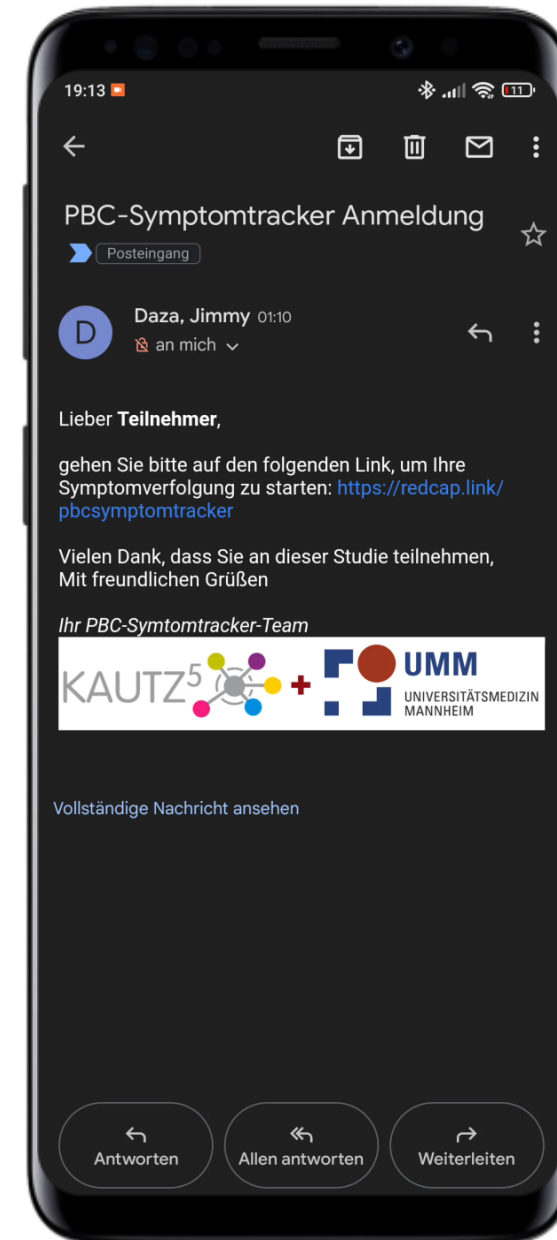 19:13
11
PBC-Symptomtracker Anmeldung
Posteingang
D
Daza, Jimmy 01:10
an mich
Lieber Teilnehmer,
gehen Sie bitte auf den folgenden Link, um Ihre
Symptomverfolgung zu starten: https://redcap.link/
pbcsymptomtracker
Vielen Dank, dass Sie an dieser Studie teilnehmen,
Mit freundlichen Grüßen
Ihr PBC-Symtomtracker-Team
KAUTZ5 +
UMM
UNIVERSITÄTSMEDIZIN
MANNHEIM
Vollständige Nachricht ansehen
Antworten
Allen antworten
Weiterleiten